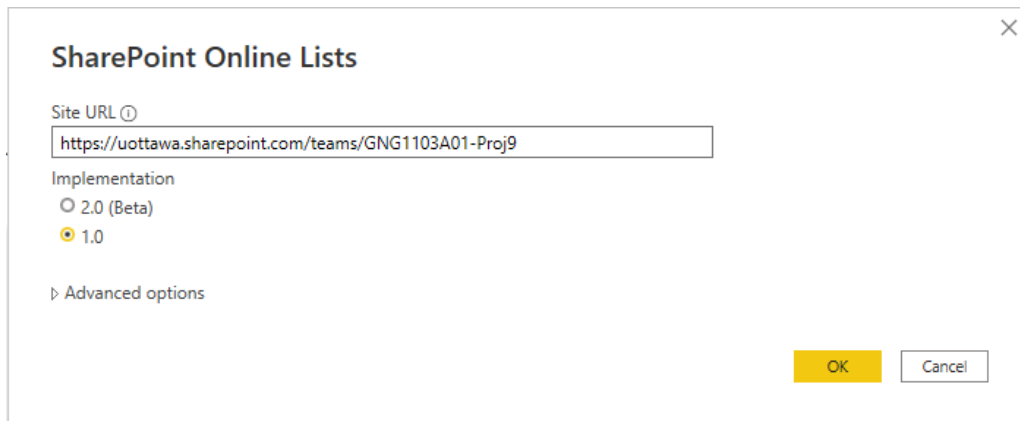 SharePoint Online Lists
Site URL
https://uottawa.sharepoint.com/teams/GNG1103A01-Proj9
Implementation
2.0 (Beta)
1.0
Advanced options
OK
Cancel